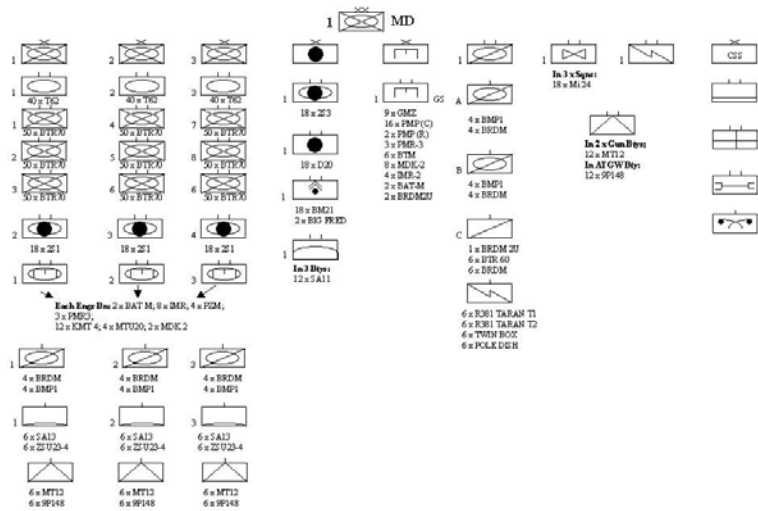 1 MD
1 2 3 1 1 1 CSS
1 2 3 1 1 GS A
40 x T62 40 x T62 40 x T62
18 x 2S3
1 4 7
50 x BTR70 50 x BTR70 50 x BTR70
2 5 8
50 x BTR70 50 x BTR70 50 x BTR70
3 6 9
50 x BTR70 50 x BTR70 50 x BTR70
2 3 4
18 x 2S1 18 x 2S1 18 x 2S1
1 2 3
Each Engr Bn: 2 x BAT M; 8 x IMR; 4 x PZM;
3 x PMR3;
12 x KMT 4; 4 x MTU20; 2 x MDK 2
1 2 3
4 x BRDM 4 x BRDM 4 x BRDM
4 x BMP1 4 x BMP1 4 x BMP1
1 2 3
6 x SA13 6 x SA13 6 x SA13
6 x ZSU23-4 6 x ZSU23-4 6 x ZSU23-4
6 x MT12 6 x MT12 6 x MT12
6 x 9P148 6 x 9P148 6 x 9P148
1
18 x D20
1
18 x BM21
2 x BIG FRED
1
In 3 Btys:
12 x SA11
9 x GMZ
16 x PMP (C)
2 x PMP (R)
3 x PMR-3
6 x BTM
8 x MDK-2
4 x IMR-2
2 x BAT-M
2 x BRDM2U
4 x BMP1
4 x BRDM
B
4 x BMP1
4 x BRDM
C
1 x BRDM 2U
6 x BTR 60
6 x BRDM
6 x R381 TARAN T1
6 x R381 TARAN T2
6 x TWIN BOX
6 x POLE DISH
In 3 x Sqns:
18 x Mi24
In 2 x Gun Btys:
12 x MT12
In ATGW Bty:
12 x 9P148